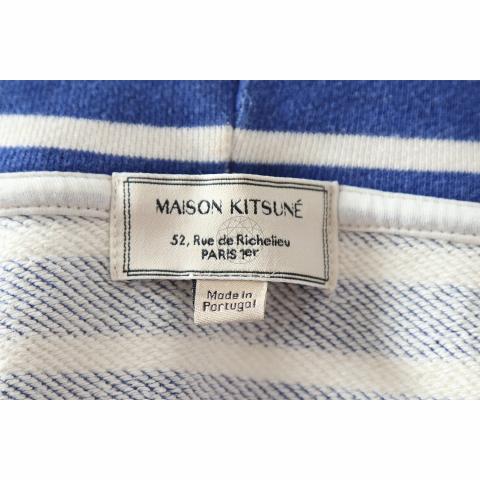 MAISON KITSUNÉ
52, Rue de Richelieu
PARIS 1er
Made in
Portugal